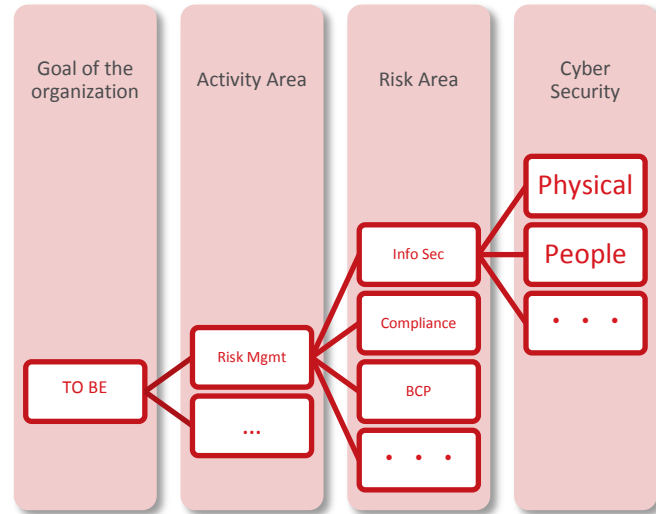 Goal of the
organization
Activity Area
Risk Area
Cyber
Security
TO BE
Risk Mgmt
...
Info Sec
Compliance
BCP
• • •
Physical
People
• • •